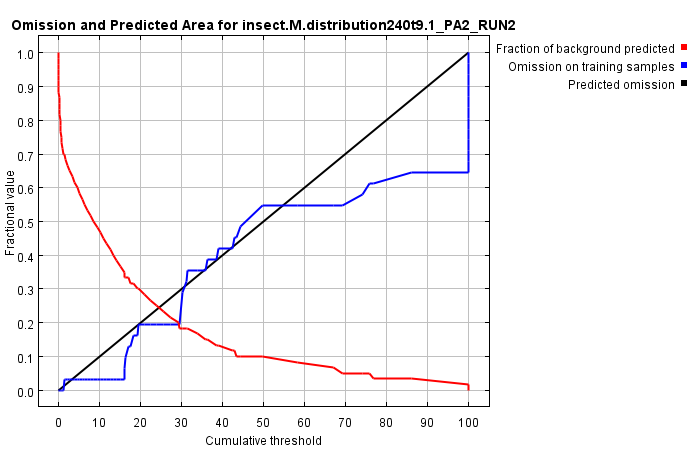 Omission and Predicted Area for insect.M.distribution240t9.1_PA2_RUN2
Fraction of background predicted
Omission on training samples
Predicted omission
Fractional value
1.0
0.9
0.8
0.7
0.6
0.5
0.4
0.3
0.2
0.1
0.0
0 10 20 30 40 50 60 70 80 90 100
Cumulative threshold